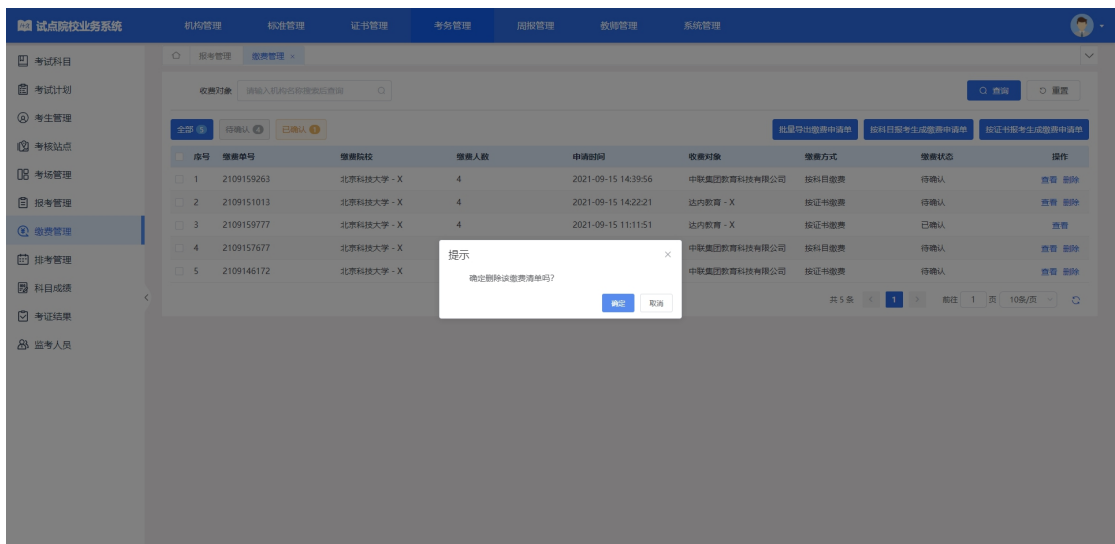 试点院校业务系统 机构管理 标准管理 证书管理 考务管理 周报管理 教师管理 系统管理
考试科目
考试计划
考生管理
考核站点
考场管理
报考管理
缴费管理
排考管理
科目成绩
考证结果
监考人员
报考管理 缴费管理 ×
收费对象 请输入机构名称搜索后查询 查询 重置
全部 5 待确认 4 已确认 1 批量导出缴费申请单 按科目报考生成缴费申请单 按证书报考生成缴费申请单
序号 缴费单号 缴费院校 缴费人数 申请时间 收费对象 缴费方式 缴费状态 操作
1 2109159263 北京科技大学 - X 4 2021-09-15 14:39:56 中联集团教育科技有限公司 按科目缴费 待确认 查看 删除
2 2109151013 北京科技大学 - X 4 2021-09-15 14:22:21 达内教育 - X 按证书缴费 待确认 查看 删除
3 2109159777 北京科技大学 - X 4 2021-09-15 11:11:51 达内教育 - X 按证书缴费 已确认 查看
4 2109157677 北京科技大学 - X 中联集团教育科技有限公司 按科目缴费 待确认 查看 删除
5 2109146172 北京科技大学 - X 中联集团教育科技有限公司 按证书缴费 待确认 查看 删除
提示 ×
确定删除该缴费清单吗?
确定 取消
共 5 条 < 1 > 前往 1 页 10条/页